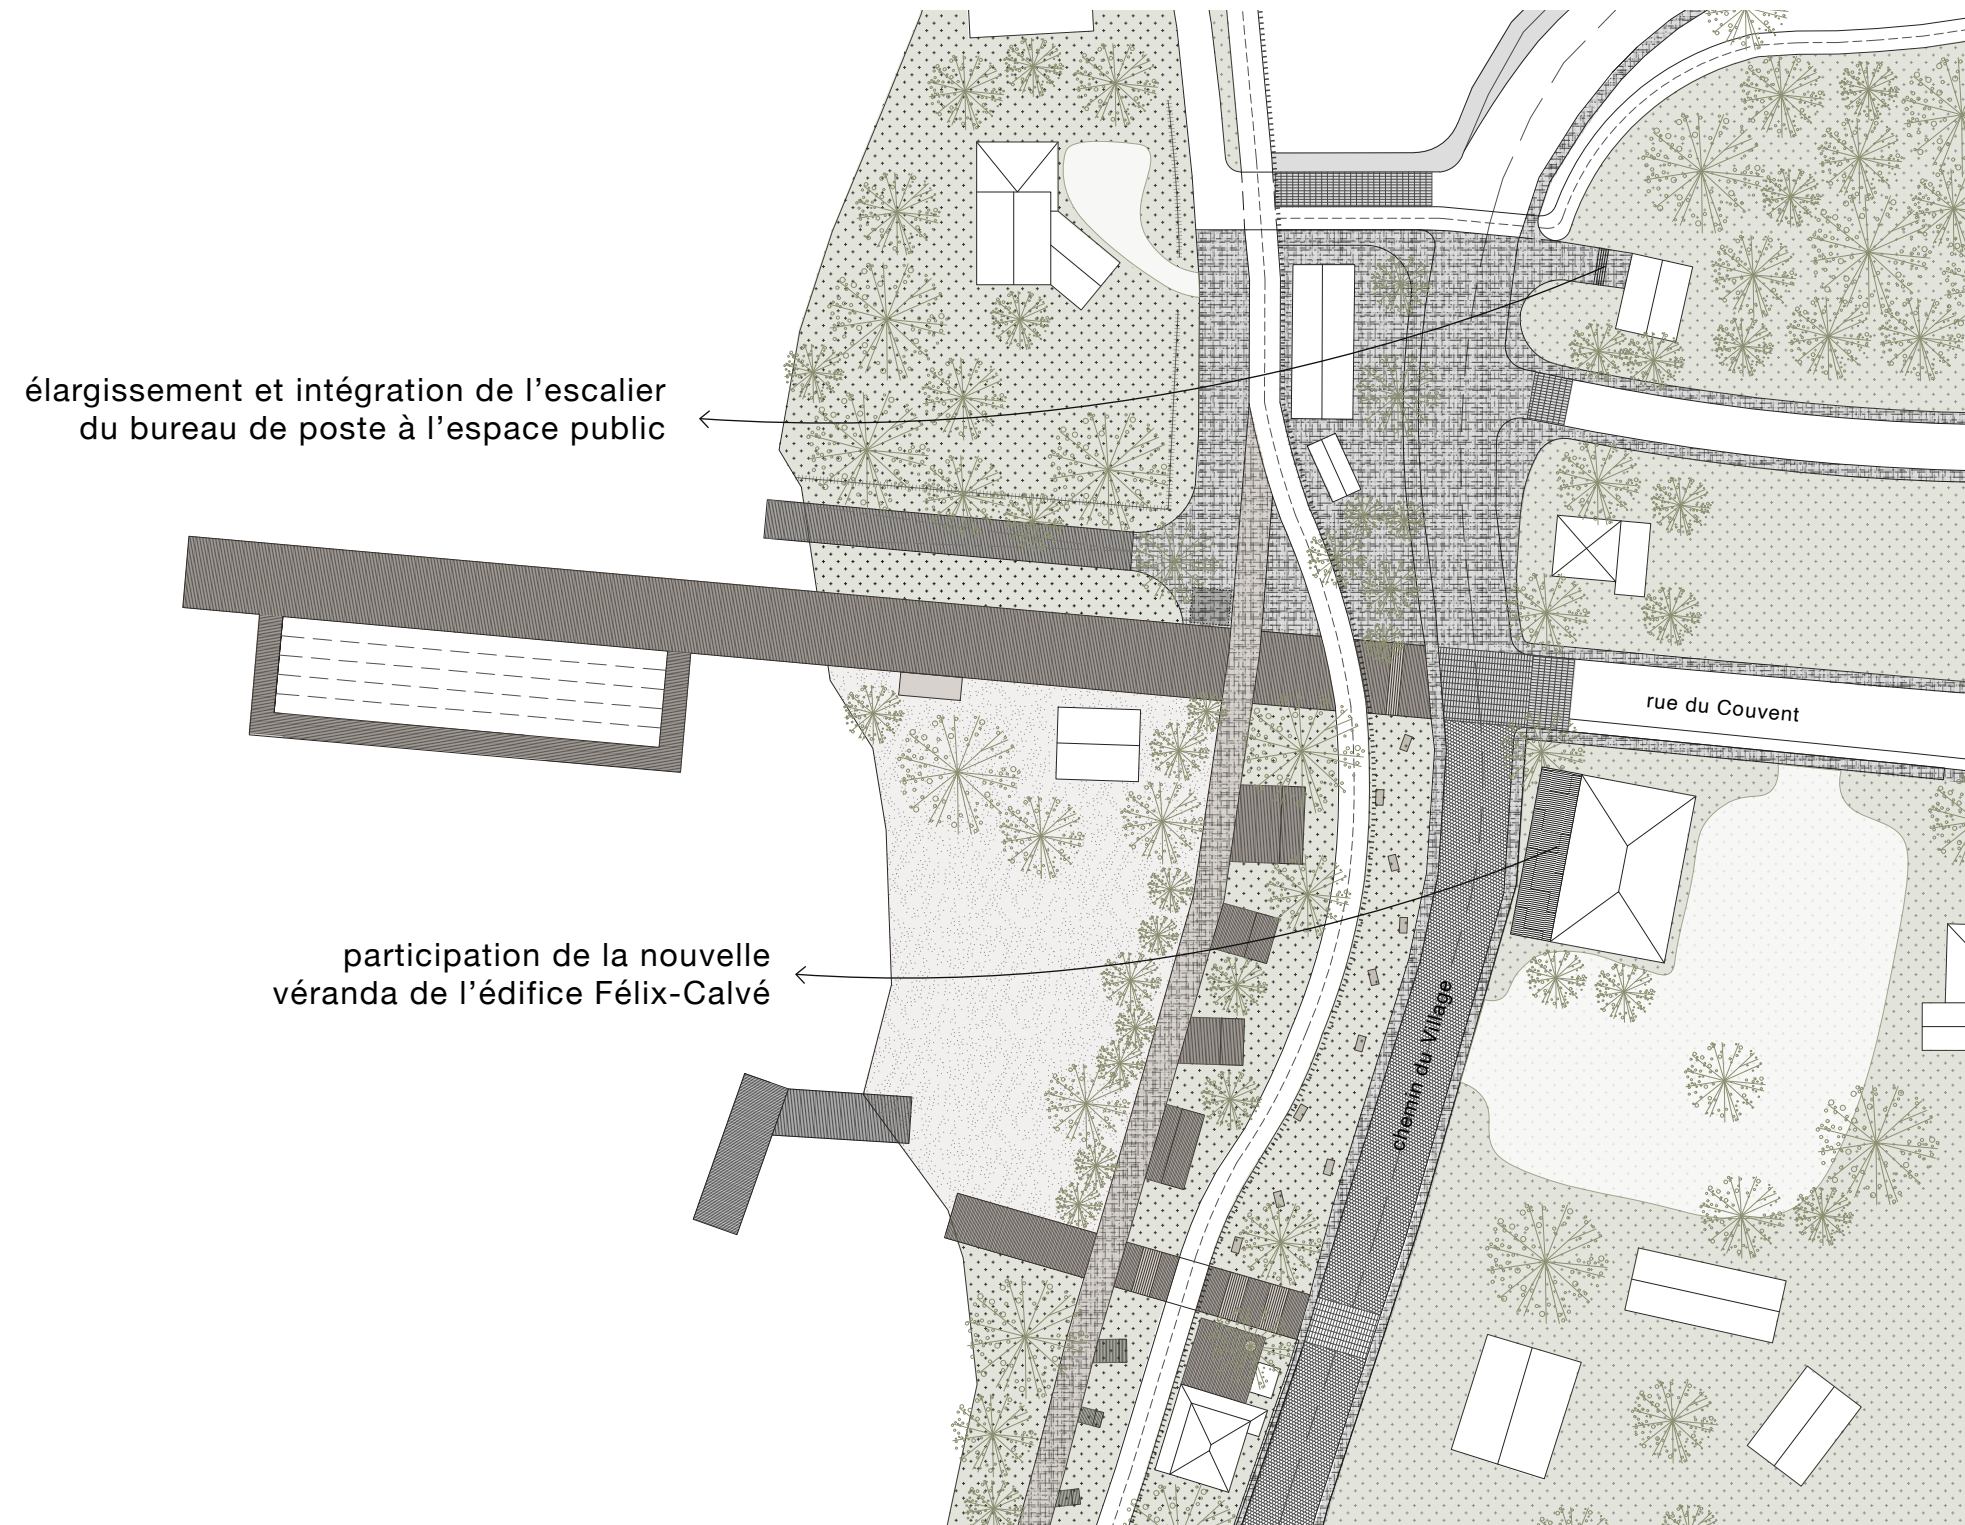 élargissement et intégration de l’escalier
du bureau de poste à l’espace public
rue du Couvent
participation de la nouvelle
véranda de l’édifice Félix-Calvé
chemin du Village